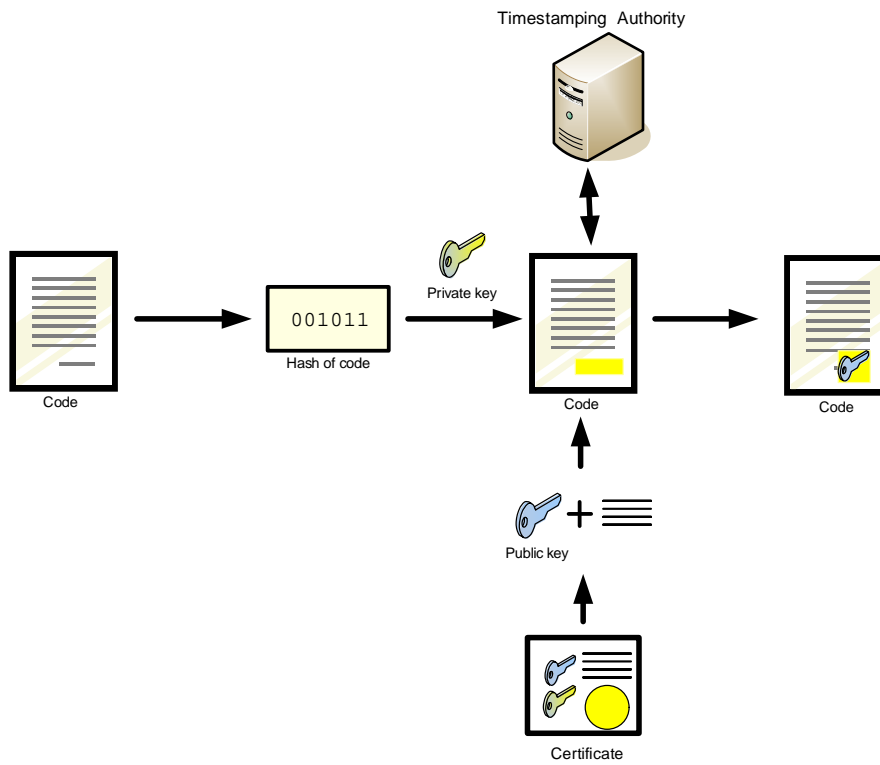 Timestamping Authority
Private key
001011
Hash of code
Code
Code
Code
Public key
Certificate